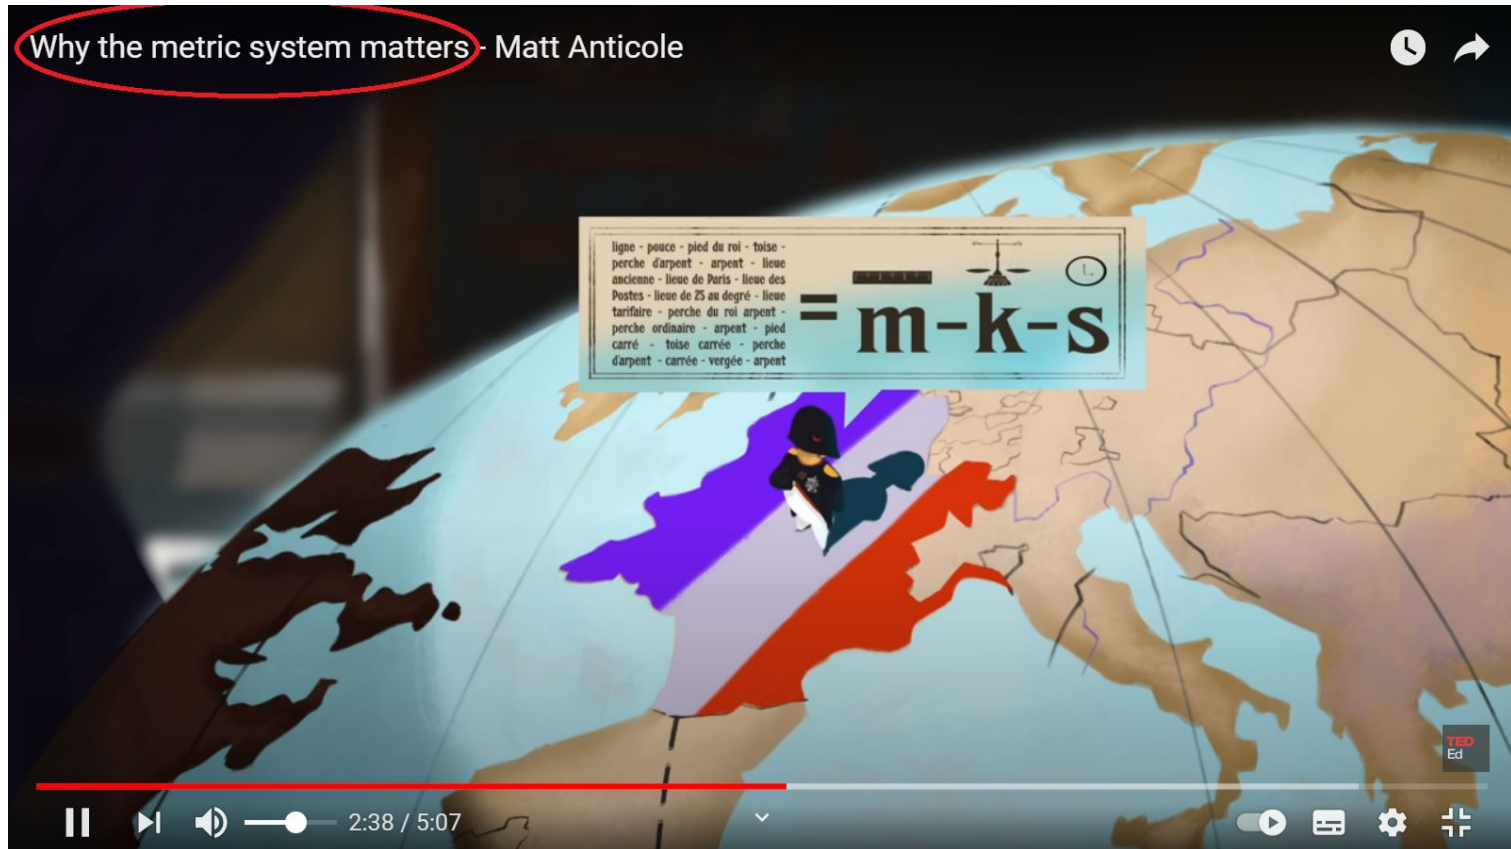 Why the metric system matters - Matt Anticole
ligne - pouce - pied du roi - toise -
perche d'arpent - arpent - lieue
ancienne - lieue de Paris - lieue des
Postes - lieue de 25 au degré - lieue
tarifaire - perche du roi arpent -
perche ordinaire - arpent - pied
carré - toise carrée - perche
d'arpent - carrée - vergée - arpent
= m-k-s
TED
Ed
2:38 / 5:07